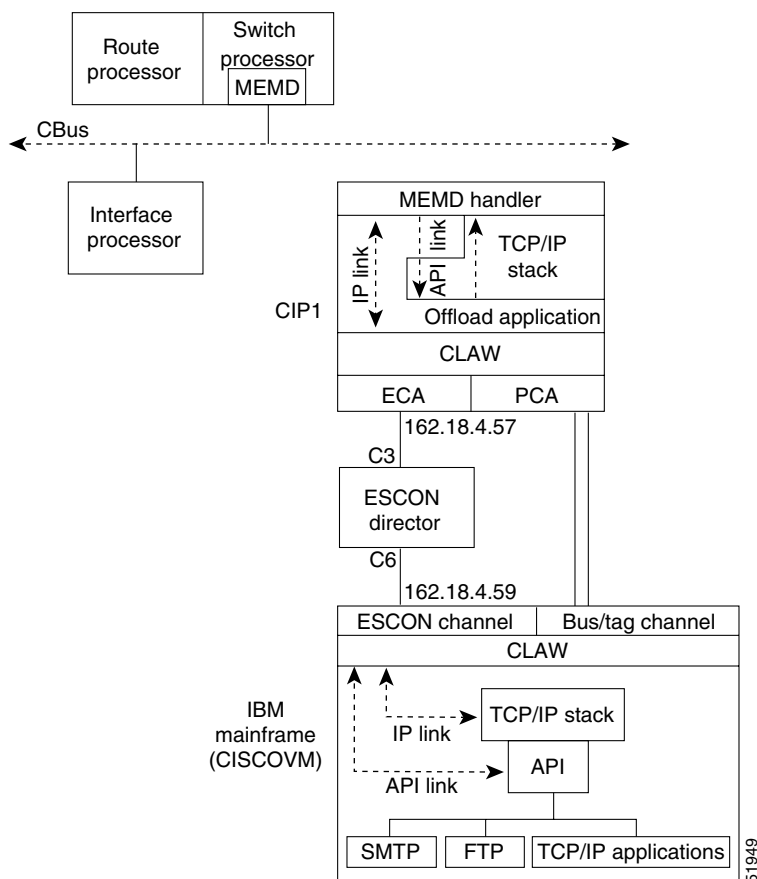 Route
processor
Switch
processor
MEMD
CBus
Interface
processor
MEMD handler
IP link
API link
TCP/IP
stack
CIP1
Offload application
CLAW
ECA
PCA
162.18.4.57
C3
ESCON
director
C6
162.18.4.59
ESCON channel
Bus/tag channel
CLAW
IBM
mainframe
(CISCOVM)
TCP/IP stack
IP link
API
API link
SMTP
FTP
TCP/IP applications
51949